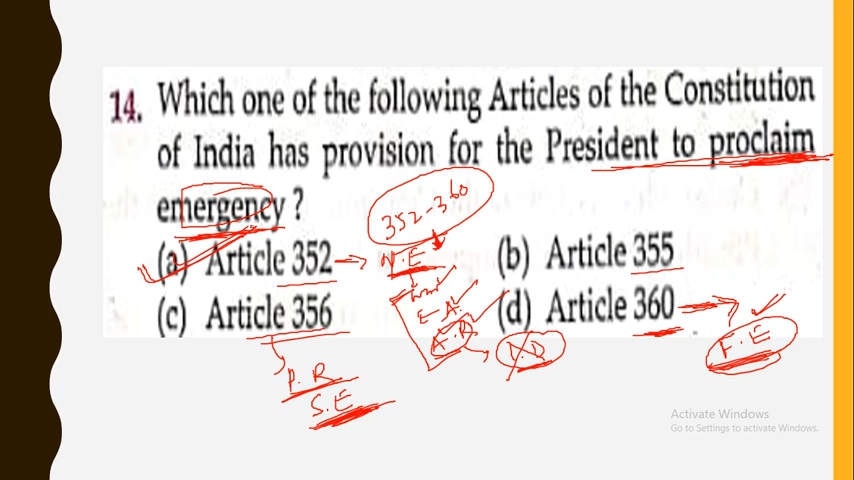 14. Which one of the following Articles of the Constitution
of India has provision for the President to proclaim
emergency ?
352-360
(a) Article 352 → N.E
(b) Article 355
(c) Article 356
E-A.
A.R
(d) Article 360 → F.E
P.R
S.E
Activate Windows
Go to Settings to activate Windows.